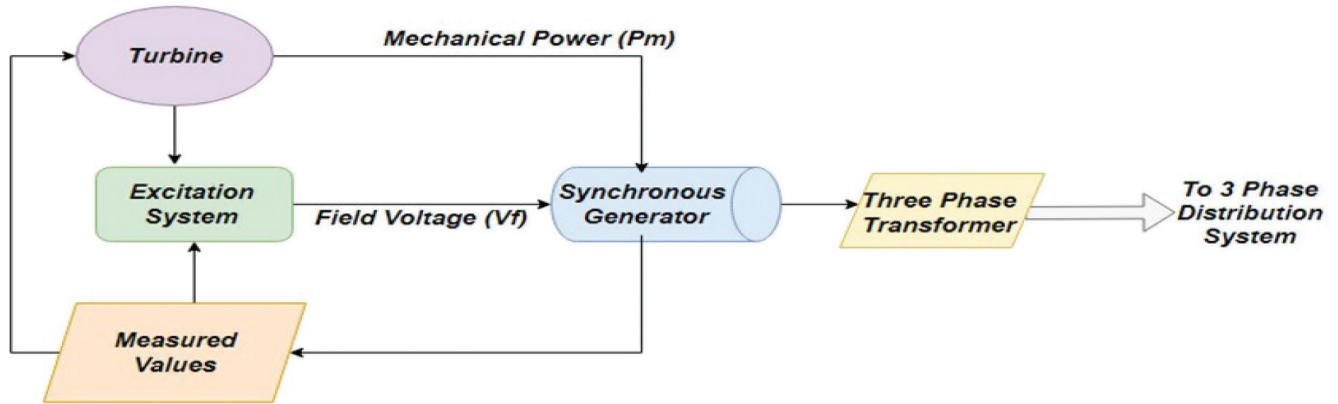 Turbine
Mechanical Power (Pm)
Excitation
System
Field Voltage (Vf)
Synchronous
Generator
Three Phase
Transformer
To 3 Phase
Distribution
System
Measured
Values